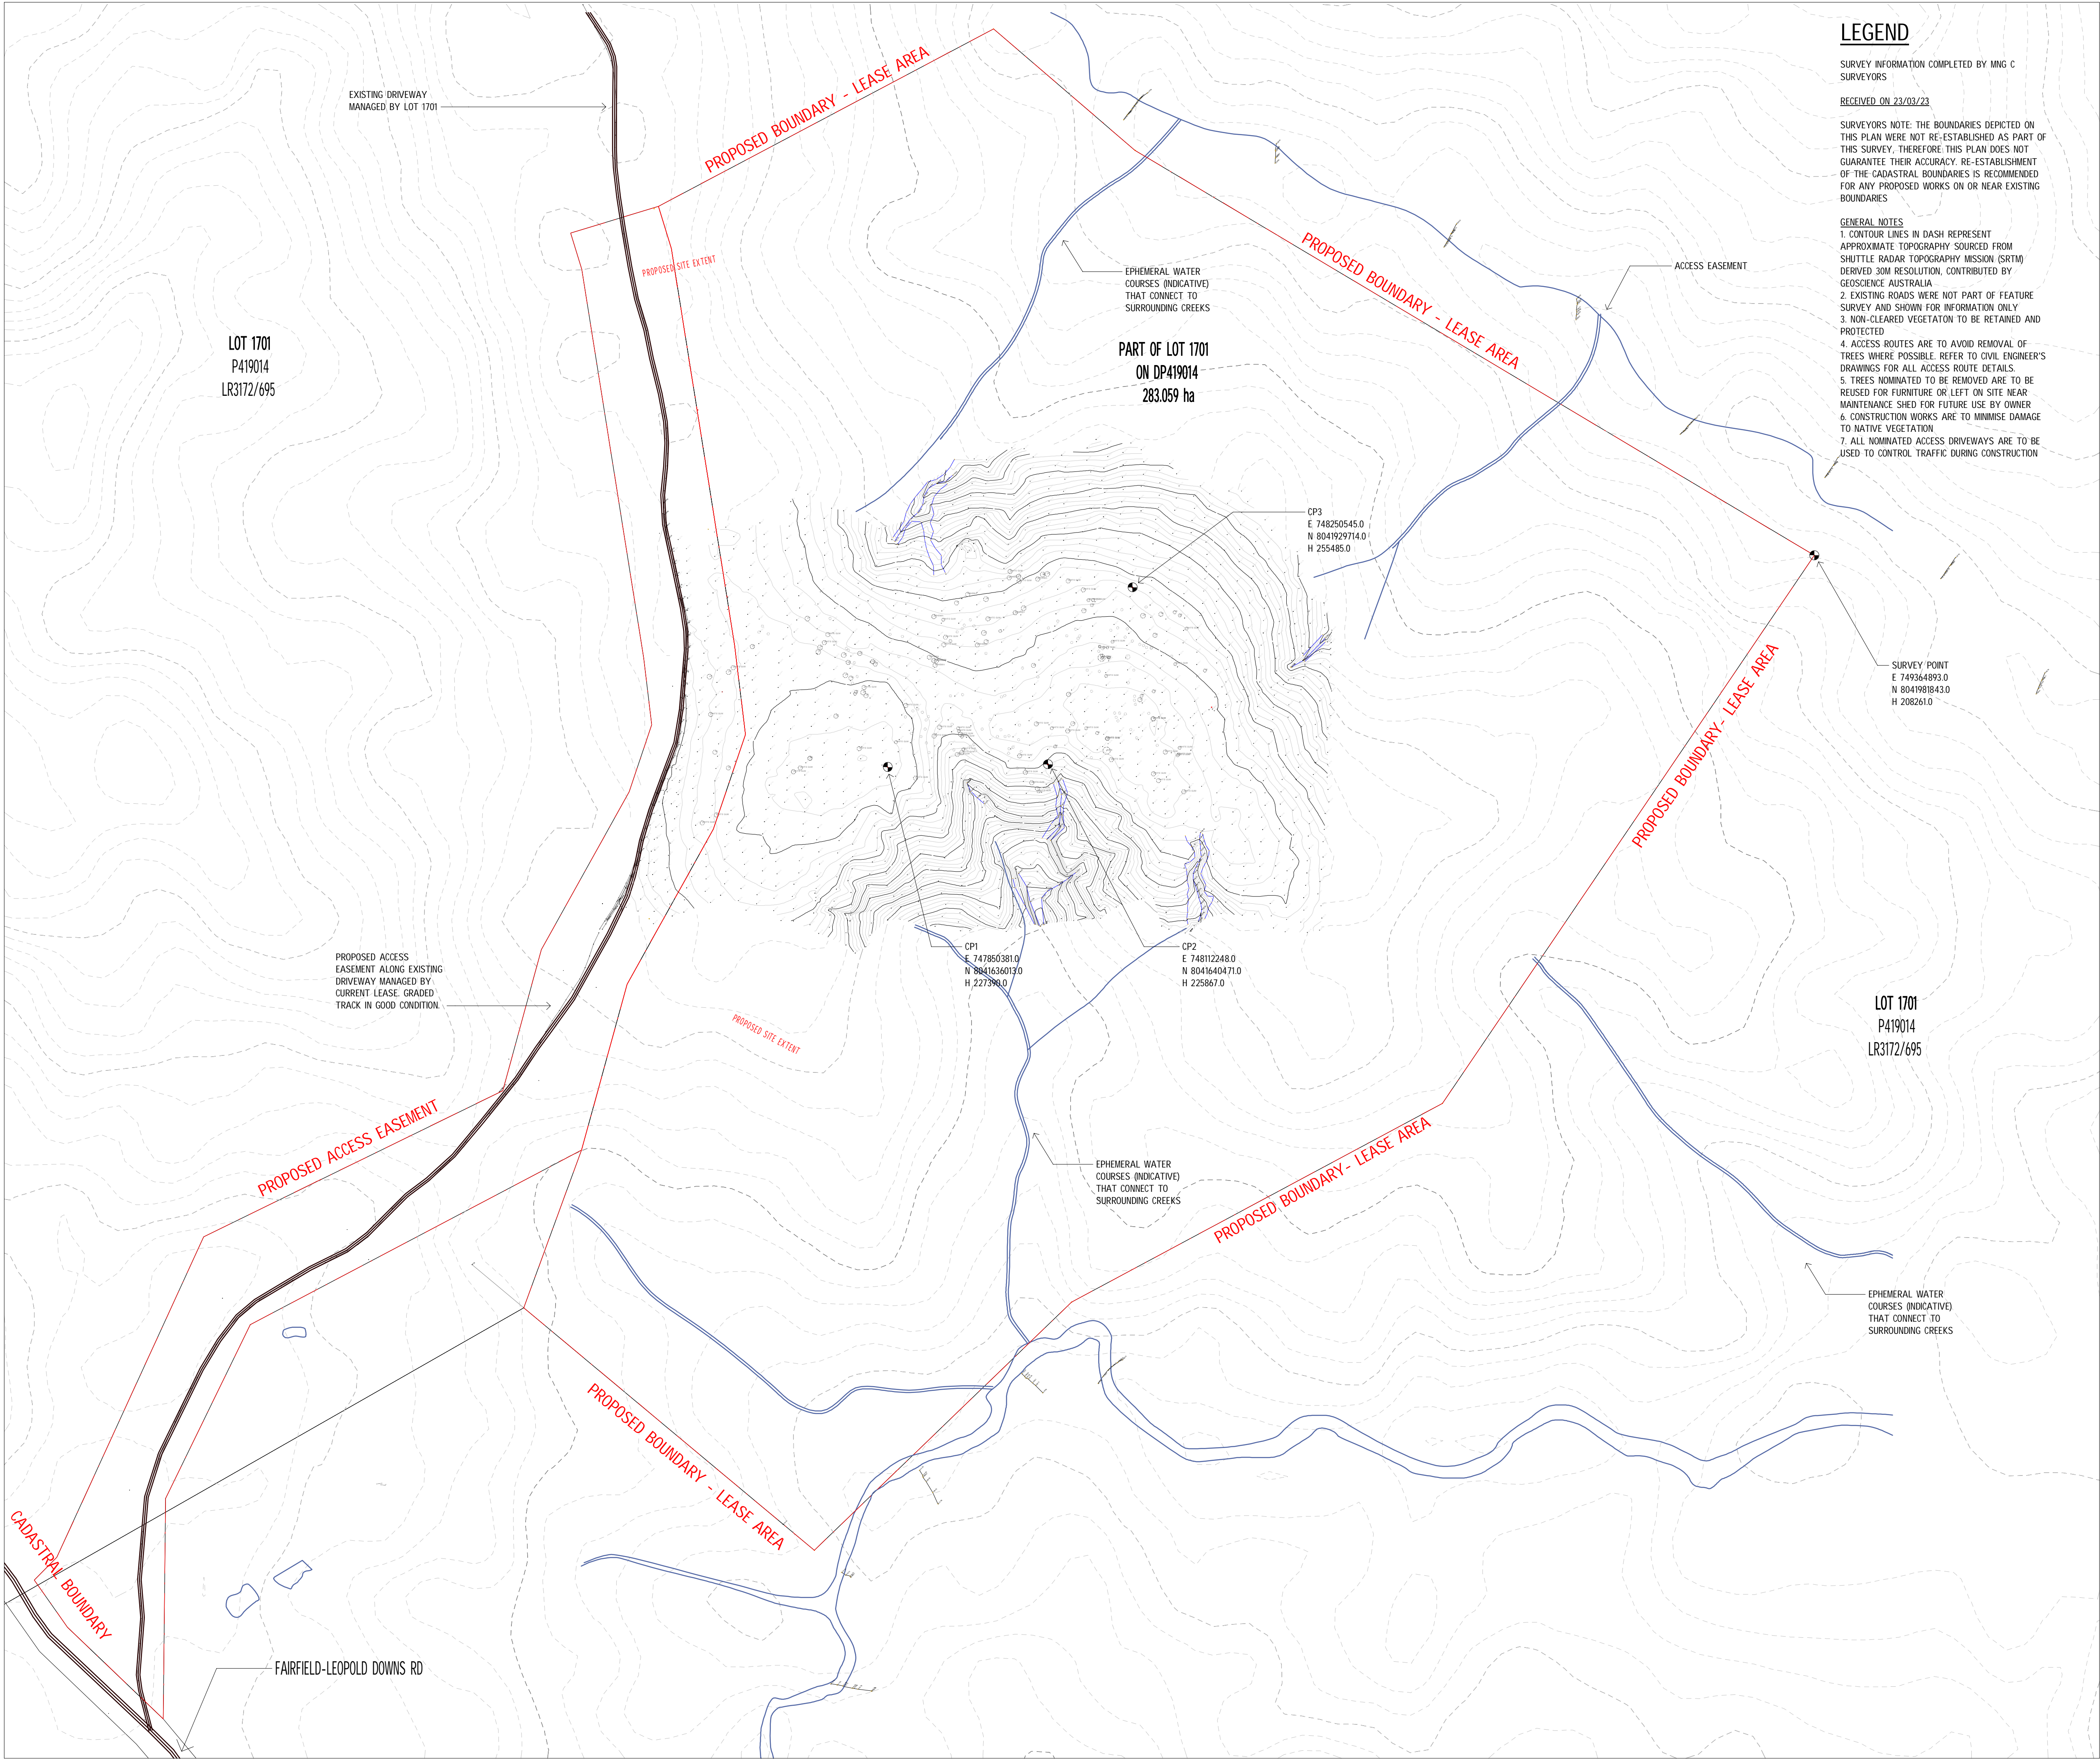 LEGEND
SURVEY INFORMATION COMPLETED BY MNG C
SURVEYORS
RECEIVED ON 23/03/23
SURVEYORS NOTE: THE BOUNDARIES DEPICTED ON
THIS PLAN WERE NOT RE-ESTABLISHED AS PART OF
THIS SURVEY, THEREFORE THIS PLAN DOES NOT
GUARANTEE THEIR ACCURACY. RE-ESTABLISHMENT
OF THE CADASTRAL BOUNDARIES IS RECOMMENDED
FOR ANY PROPOSED WORKS ON OR NEAR EXISTING
BOUNDARIES
GENERAL NOTES
1. CONTOUR LINES IN DASH REPRESENT
APPROXIMATE TOPOGRAPHY SOURCED FROM
SHUTTLE RADAR TOPOGRAPHY MISSION (SRTM)
DERIVED 30M RESOLUTION, CONTRIBUTED BY
GEOSCIENCE AUSTRALIA
2. EXISTING ROADS WERE NOT PART OF FEATURE
SURVEY AND SHOWN FOR INFORMATION ONLY
3. NON-CLEARED VEGETATON TO BE RETAINED AND
PROTECTED
4. ACCESS ROUTES ARE TO AVOID REMOVAL OF
TREES WHERE POSSIBLE. REFER TO CIVIL ENGINEER'S
DRAWINGS FOR ALL ACCESS ROUTE DETAILS.
5. TREES NOMINATED TO BE REMOVED ARE TO BE
REUSED FOR FURNITURE OR LEFT ON SITE NEAR
MAINTENANCE SHED FOR FUTURE USE BY OWNER
6. CONSTRUCTION WORKS ARE TO MINIMISE DAMAGE
TO NATIVE VEGETATION
7. ALL NOMINATED ACCESS DRIVEWAYS ARE TO BE
USED TO CONTROL TRAFFIC DURING CONSTRUCTION
EXISTING DRIVEWAY
MANAGED BY LOT 1701
PROPOSED BOUNDARY - LEASE AREA
PROPOSED SITE EXTENT
EPHEMERAL WATER
COURSES (INDICATIVE)
THAT CONNECT TO
SURROUNDING CREEKS
PROPOSED BOUNDARY - LEASE AREA
ACCESS EASEMENT
LOT 1701
P419014
LR3172/695
PART OF LOT 1701
ON DP419014
283.059 ha
CP3
E 748250545.0
N 8041929714.0
H 255485.0
SURVEY POINT
E 749364893.0
N 8041981843.0
H 208261.0
PROPOSED BOUNDARY- LEASE AREA
PROPOSED ACCESS
EASEMENT ALONG EXISTING
DRIVEWAY MANAGED BY
CURRENT LEASE. GRADED
TRACK IN GOOD CONDITION.
CP1
E 747850381.0
N 8041636013.0
H 227390.0
CP2
E 748112248.0
N 8041640471.0
H 225867.0
LOT 1701
P419014
LR3172/695
PROPOSED SITE EXTENT
PROPOSED ACCESS EASEMENT
EPHEMERAL WATER
COURSES (INDICATIVE)
THAT CONNECT TO
SURROUNDING CREEKS
PROPOSED BOUNDARY- LEASE AREA
EPHEMERAL WATER
COURSES (INDICATIVE)
THAT CONNECT TO
SURROUNDING CREEKS
PROPOSED BOUNDARY - LEASE AREA
CADASTRAL BOUNDARY
FAIRFIELD-LEOPOLD DOWNS RD